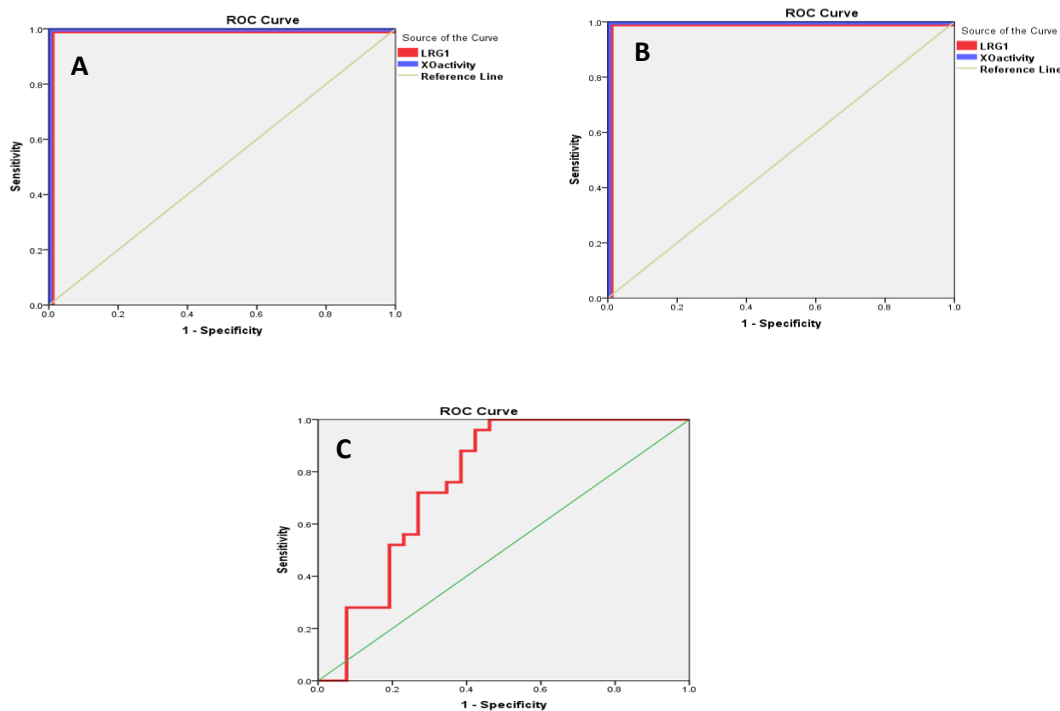 ROC Curve
Source of the Curve
A
LRG1
XOactivity
Reference Line
1.0
0.8
0.6
0.4
0.2
0.0
Sensitivity
0.0 0.2 0.4 0.6 0.8 1.0
1 - Specificity
ROC Curve
Source of the Curve
B
LRG1
XOactivity
Reference Line
1.0
0.8
0.6
0.4
0.2
0.0
Sensitivity
0.0 0.2 0.4 0.6 0.8 1.0
1 - Specificity
ROC Curve
C
1.0
0.8
0.6
0.4
0.2
0.0
Sensitivity
0.0 0.2 0.4 0.6 0.8 1.0
1 - Specificity